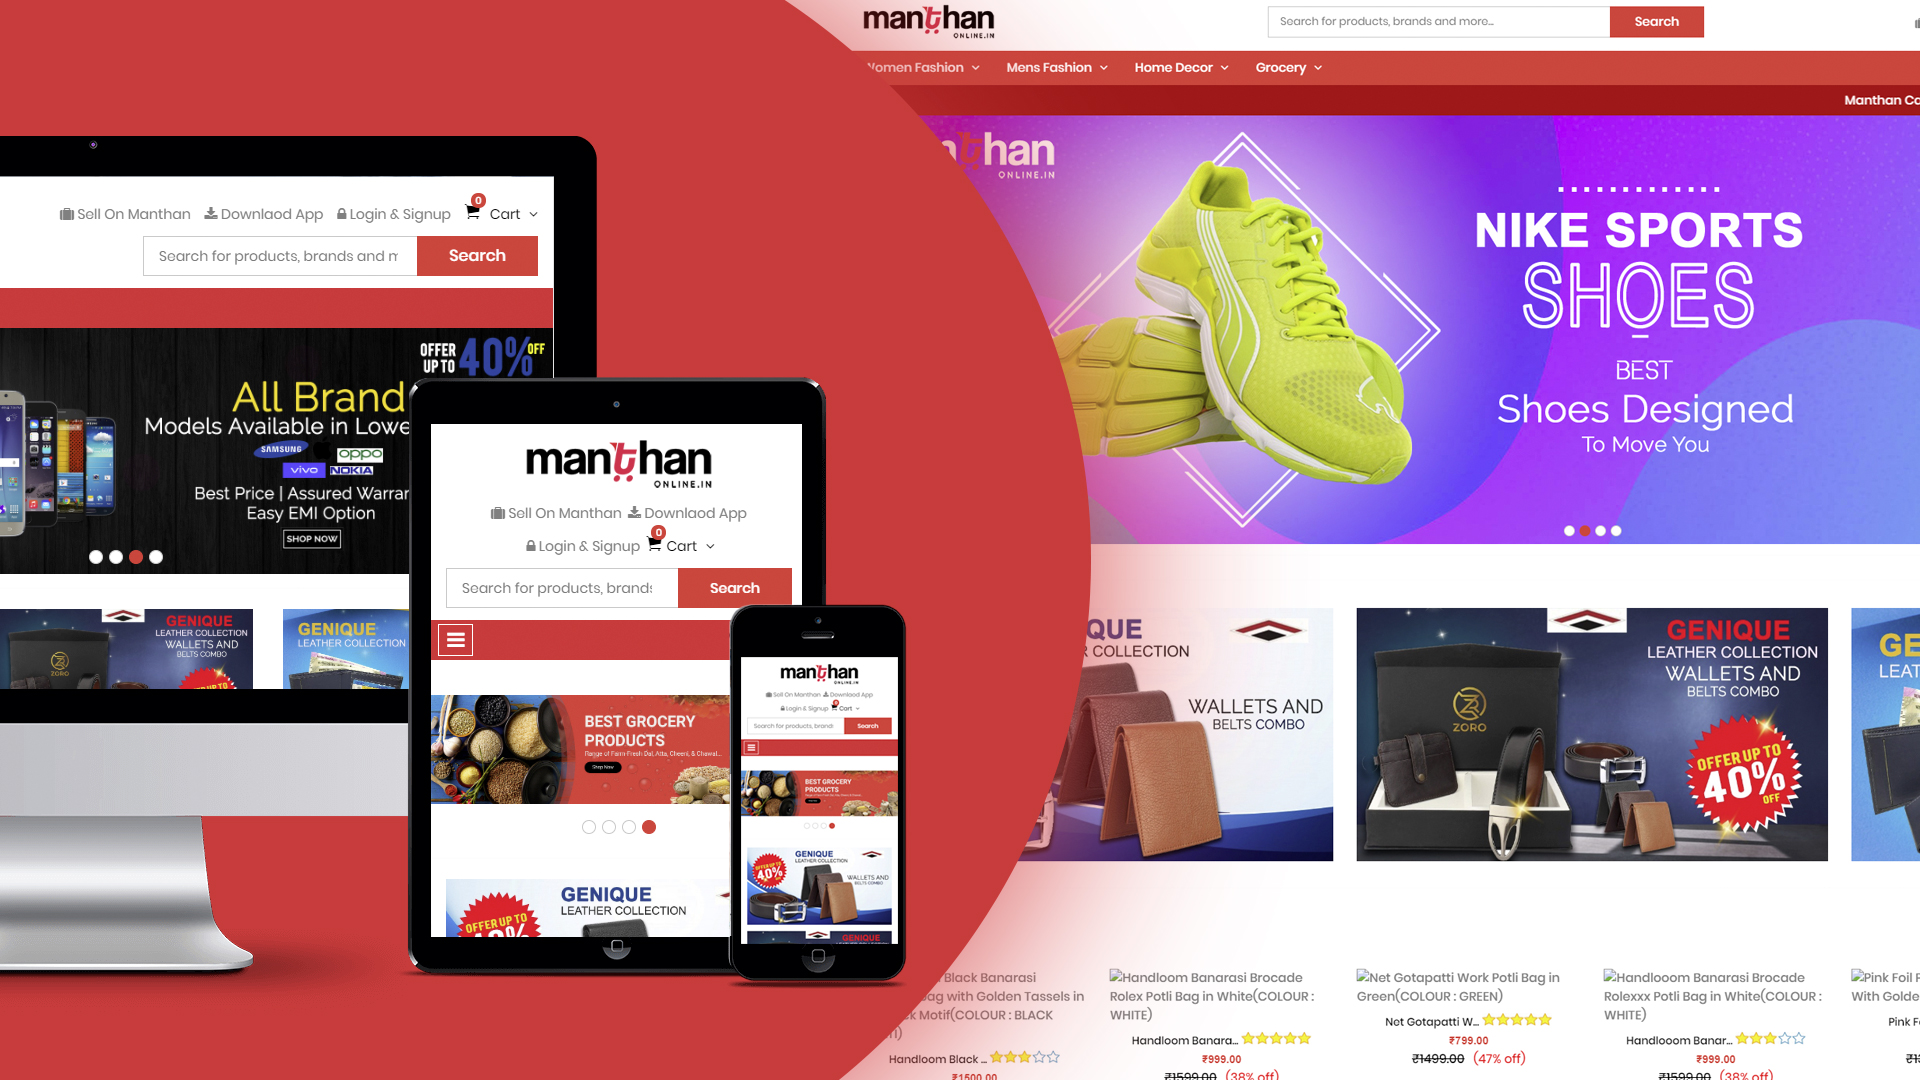 Sell On Manthan Downlaod App Login & Signup 0 Cart
Search for products, brands and m Search
OFFER UP TO 40% OFF
All Brand
Models Available in Lowe
SAMSUNG oppo
vivo NOKIA
Best Price | Assured Warran
Easy EMI Option
SHOP NOW
GENIQUE
LEATHER COLLECTION
WALLETS AND
BELTS COMBO
ZORO
GENIQUE
LEATHER COLLECTION
manthan
ONLINE.IN
Sell On Manthan Downlaod App
Login & Signup 0 Cart
Search for products, brands Search
BEST GROCERY
PRODUCTS
Range of Farm-Fresh Dal, Atta, Cheeni, & Chawal...
Shop Now
GENIQUE
LEATHER COLLECTION
OFFER UP TO
40%
manthan
ONLINE.IN
Sell On Manthan Downlaod App
Login & Signup Cart
Search for products, brands Search
BEST GROCERY
PRODUCTS
GENIQUE
LEATHER COLLECTION
OFFER UP TO
40%
WALLETS AND
BELTS COMBO
GENIQUE
manthan
ONLINE.IN
Search for products, brands and more... Search
Women Fashion Mens Fashion Home Decor Grocery
Manthan Co
manthan
ONLINE.IN
NIKE SPORTS
SHOES
BEST
Shoes Designed
To Move You
QUE
R COLLECTION
WALLETS AND
BELTS COMBO
GENIQUE
LEATHER COLLECTION
WALLETS AND
BELTS COMBO
ZORO
OFFER UP TO
40%
OFF
GE
LEAT
Black Banarasi
ag with Golden Tassels in
k Motif(COLOUR : BLACK
Handloom Black ...
₹1500.00
Handloom Banarasi Brocade
Rolex Potli Bag in White(COLOUR :
WHITE)
Handloom Banara...
₹999.00
₹1599.00 (38% off)
Net Gotapatti Work Potli Bag in
Green(COLOUR : GREEN)
Net Gotapatti W...
₹799.00
₹1499.00 (47% off)
Handlooom Banarasi Brocade
Rolexxx Potli Bag in White(COLOUR :
WHITE)
Handlooom Banar...
₹999.00
₹1599.00 (38% off)
Pink Foil P
With Golde
Pink F